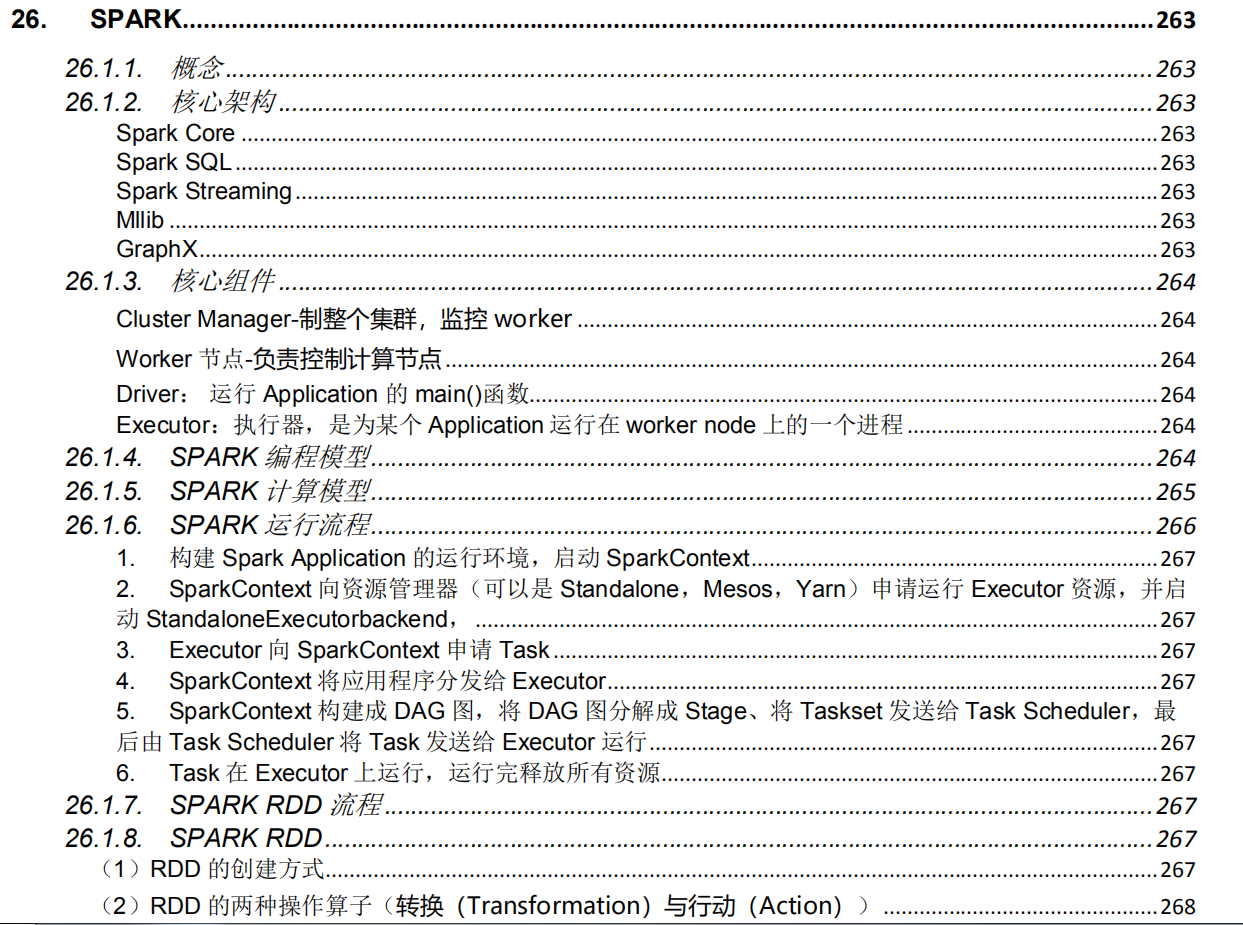 26. SPARK 263
26.1.1. 概念 263
26.1.2. 核心架构 263
Spark Core 263
Spark SQL 263
Spark Streaming 263
Mllib 263
GraphX 263
26.1.3. 核心组件 264
Cluster Manager-制整个集群，监控 worker 264
Worker 节点-负责控制计算节点 264
Driver： 运行 Application 的 main()函数 264
Executor：执行器，是为某个 Application 运行在 worker node 上的一个进程 264
26.1.4. SPARK 编程模型 264
26.1.5. SPARK 计算模型 265
26.1.6. SPARK 运行流程 266
1. 构建 Spark Application 的运行环境，启动 SparkContext 267
2. SparkContext 向资源管理器（可以是 Standalone，Mesos，Yarn）申请运行 Executor 资源，并启
动 StandaloneExecutorbackend， 267
3. Executor 向 SparkContext 申请 Task 267
4. SparkContext 将应用程序分发给 Executor 267
5. SparkContext 构建成 DAG 图，将 DAG 图分解成 Stage、将 Taskset 发送给 Task Scheduler，最
后由 Task Scheduler 将 Task 发送给 Executor 运行 267
6. Task 在 Executor 上运行，运行完释放所有资源 267
26.1.7. SPARK RDD 流程 267
26.1.8. SPARK RDD 267
（1）RDD 的创建方式 267
（2）RDD 的两种操作算子（转换（Transformation）与行动（Action）） 268